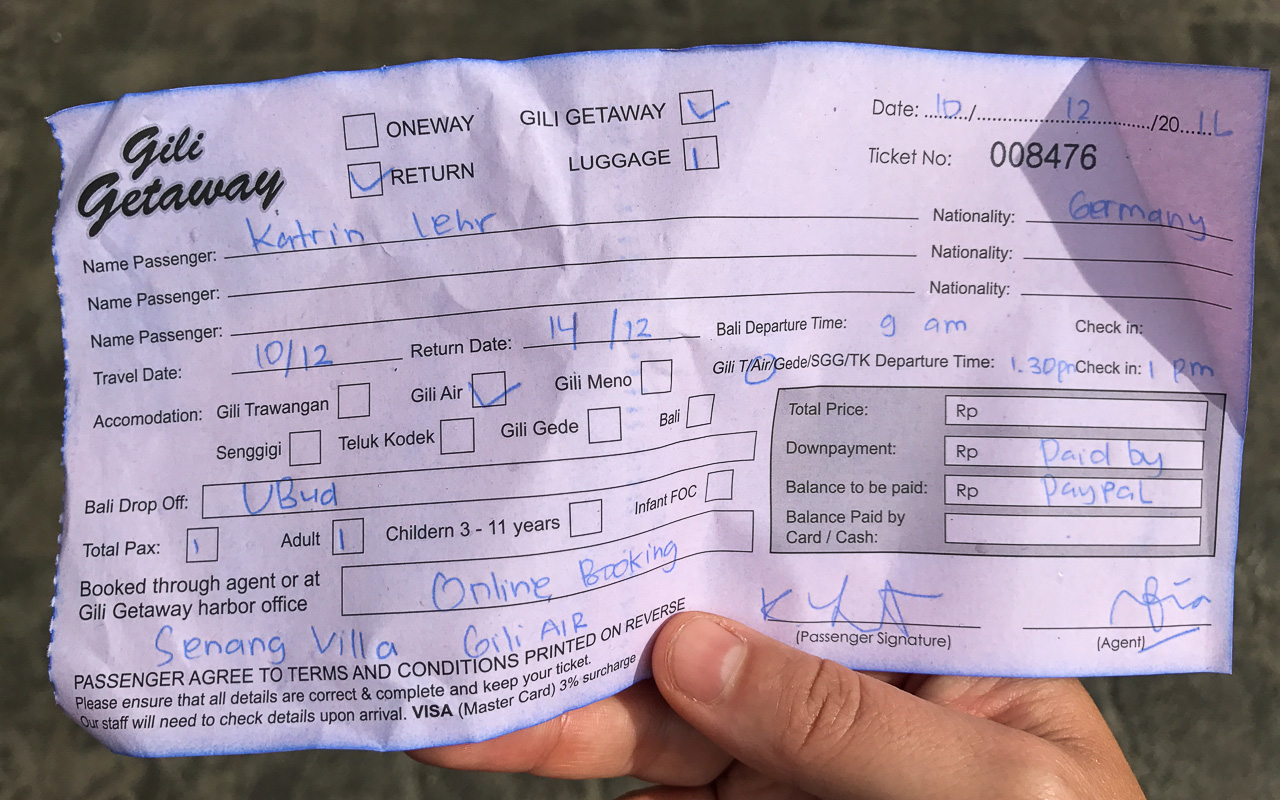 Gili Getaway
ONEWAY GILI GETAWAY Date: 10/12/20
RETURN LUGGAGE 1 Ticket No: 008476
Name Passenger: Katrin Lehr Nationality: Germany
Name Passenger: Nationality:
Name Passenger: Nationality:
Travel Date: 10/12 Return Date: 14/12 Bali Departure Time: 9 am Check in:
Gili T/Air/Gede/SGG/TK Departure Time: 1.30pm Check in: 1 pm
Accomodation: Gili Trawangan Gili Air Gili Meno
Senggigi Teluk Kodek Gili Gede Bali
Bali Drop Off: UBud
Total Pax: 1 Adult 1 Childern 3 - 11 years Infant FOC
Booked through agent or at
Gili Getaway harbor office
Online Booking
Senang Villa Gili AIR
Total Price: Rp
Downpayment: Rp Paid by
Balance to be paid: Rp PayPaL
Balance Paid by
Card / Cash:
(Passenger Signature) (Agent)
PASSENGER AGREE TO TERMS AND CONDITIONS PRINTED ON REVERSE
Please ensure that all details are correct & complete and keep your ticket.
Our staff will need to check details upon arrival. VISA (Master Card) 3% surcharge